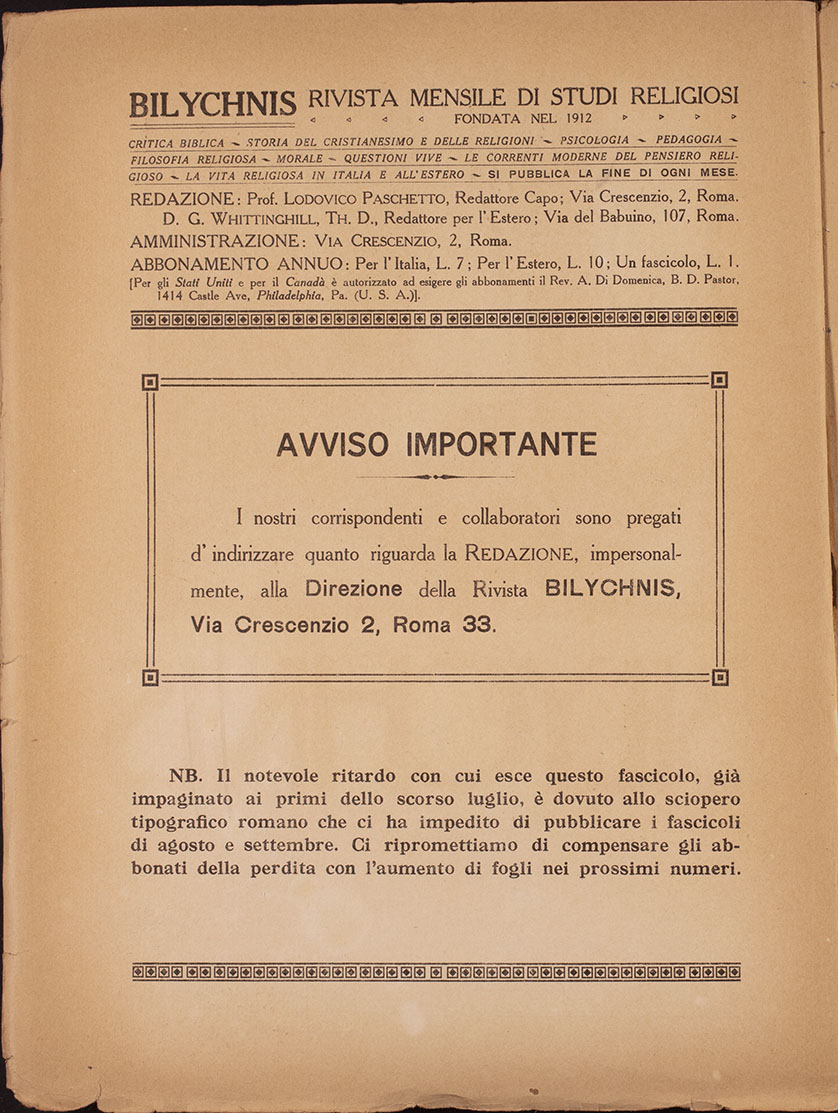 BILYCHNIS RIVISTA MENSILE DI STUDI RELIGIOSI
FONDATA NEL 1912
CRITICA BIBLICA ~ STORIA DEL CRISTIANESIMO E DELLE RELIGIONI ~ PSICOLOGIA ~ PEDAGOGIA ~
FILOSOFIA RELIGIOSA ~ MORALE ~ QUESTIONI VIVE ~ LE CORRENTI MODERNE DEL PENSIERO RELI-
GIOSO ~ LA VITA RELIGIOSA IN ITALIA E ALL'ESTERO ~ SI PUBBLICA LA FINE DI OGNI MESE.
REDAZIONE: Prof. LODOVICO PASCHETTO, Redattore Capo; Via Crescenzio, 2, Roma.
D. G. WHITTINGHILL, TH. D., Redattore per l'Estero; Via del Babuino, 107, Roma.
AMMINISTRAZIONE: VIA CRESCENZIO, 2, Roma.
ABBONAMENTO ANNUO: Per l'Italia, L. 7; Per l'Estero, L. 10; Un fascicolo, L. 1.
[Per gli Stati Uniti e per il Canadà è autorizzato ad esigere gli abbonamenti il Rev. A. Di Domenica, B. D. Pastor,
1414 Castle Ave, Philadelphia, Pa. (U. S. A.)].
AVVISO IMPORTANTE
I nostri corrispondenti e collaboratori sono pregati
d'indirizzare quanto riguarda la REDAZIONE, impersonal-
mente, alla Direzione della Rivista BILYCHNIS,
Via Crescenzio 2, Roma 33.
NB. Il notevole ritardo con cui esce questo fascicolo, già
impaginato ai primi dello scorso luglio, è dovuto allo sciopero
tipografico romano che ci ha impedito di pubblicare i fascicoli
di agosto e settembre. Ci ripromettiamo di compensare gli ab-
bonati della perdita con l'aumento di fogli nei prossimi numeri.